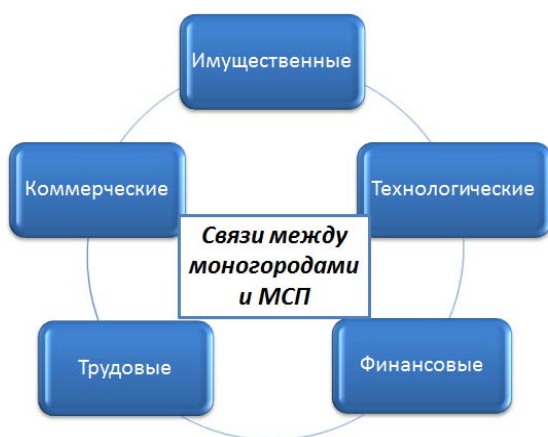 Имущественные
Коммерческие
Технологические
Связи между
моногородами
и МСП
Трудовые
Финансовые